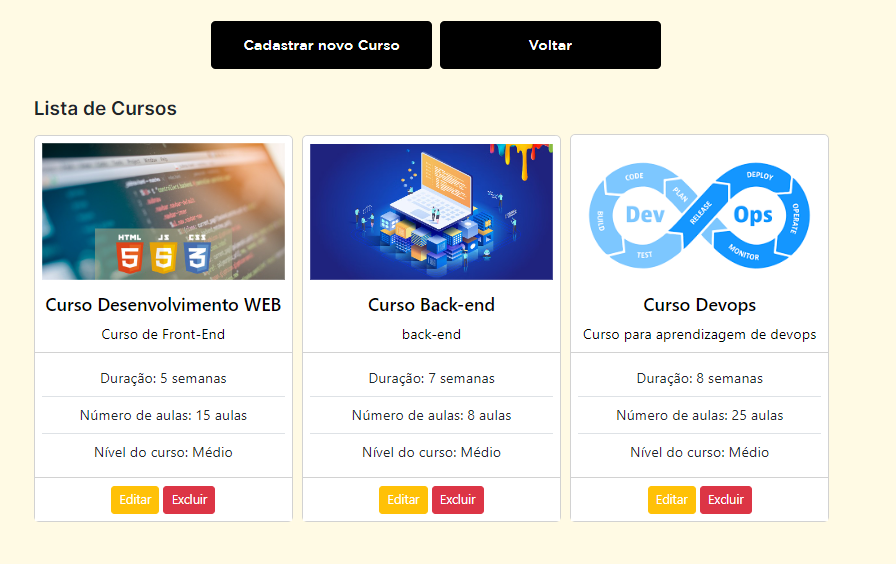 Cadastrar novo Curso
Voltar
Lista de Cursos
HTML JS CSS
5 5 3
Curso Desenvolvimento WEB
Curso de Front-End
Duração: 5 semanas
Número de aulas: 15 aulas
Nível do curso: Médio
Editar
Excluir
Curso Back-end
back-end
Duração: 7 semanas
Número de aulas: 8 aulas
Nível do curso: Médio
Editar
Excluir
CODE
PLAN
BUILD
TEST
Dev
RELEASE
DEPLOY
OPERATE
MONITOR
Ops
Curso Devops
Curso para aprendizagem de devops
Duração: 8 semanas
Número de aulas: 25 aulas
Nível do curso: Médio
Editar
Excluir